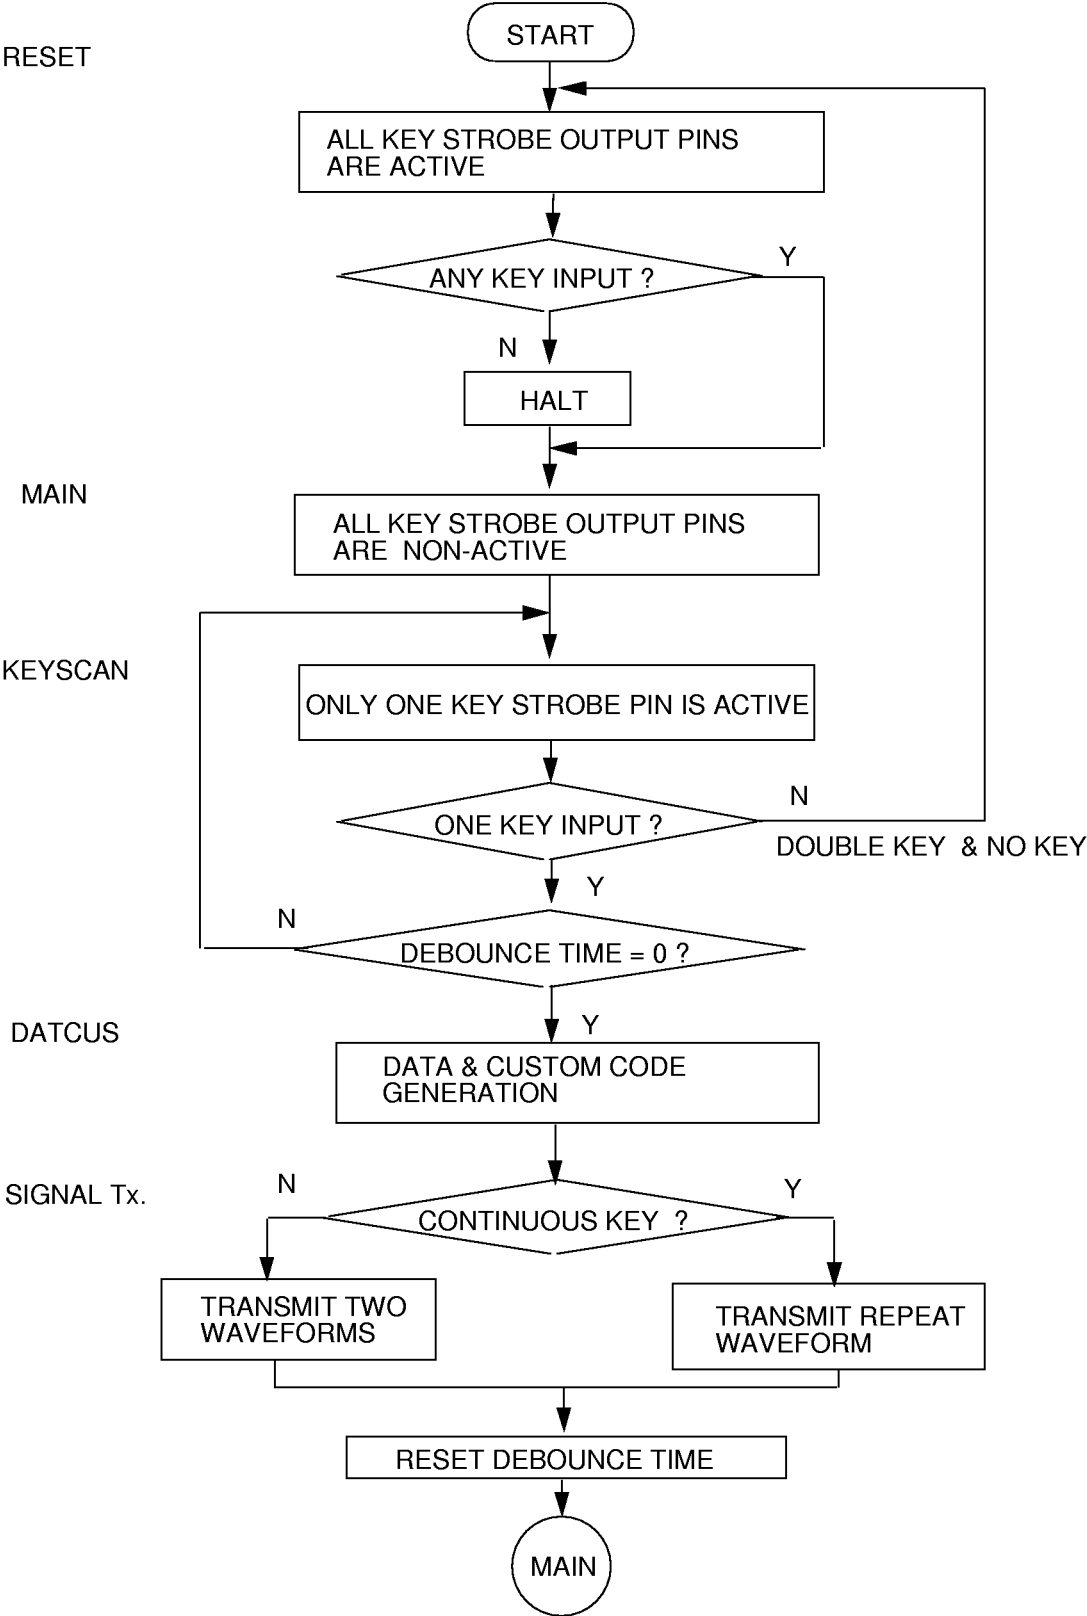 START
RESET
ALL KEY STROBE OUTPUT PINS
ARE ACTIVE
Y
ANY KEY INPUT ?
N
HALT
MAIN
ALL KEY STROBE OUTPUT PINS
ARE NON-ACTIVE
KEYSCAN
ONLY ONE KEY STROBE PIN IS ACTIVE
N
ONE KEY INPUT ?
DOUBLE KEY & NO KEY
Y
N
DEBOUNCE TIME = 0 ?
DATCUS
Y
DATA & CUSTOM CODE
GENERATION
SIGNAL Tx.
N
Y
CONTINUOUS KEY ?
TRANSMIT TWO
WAVEFORMS
TRANSMIT REPEAT
WAVEFORM
RESET DEBOUNCE TIME
MAIN